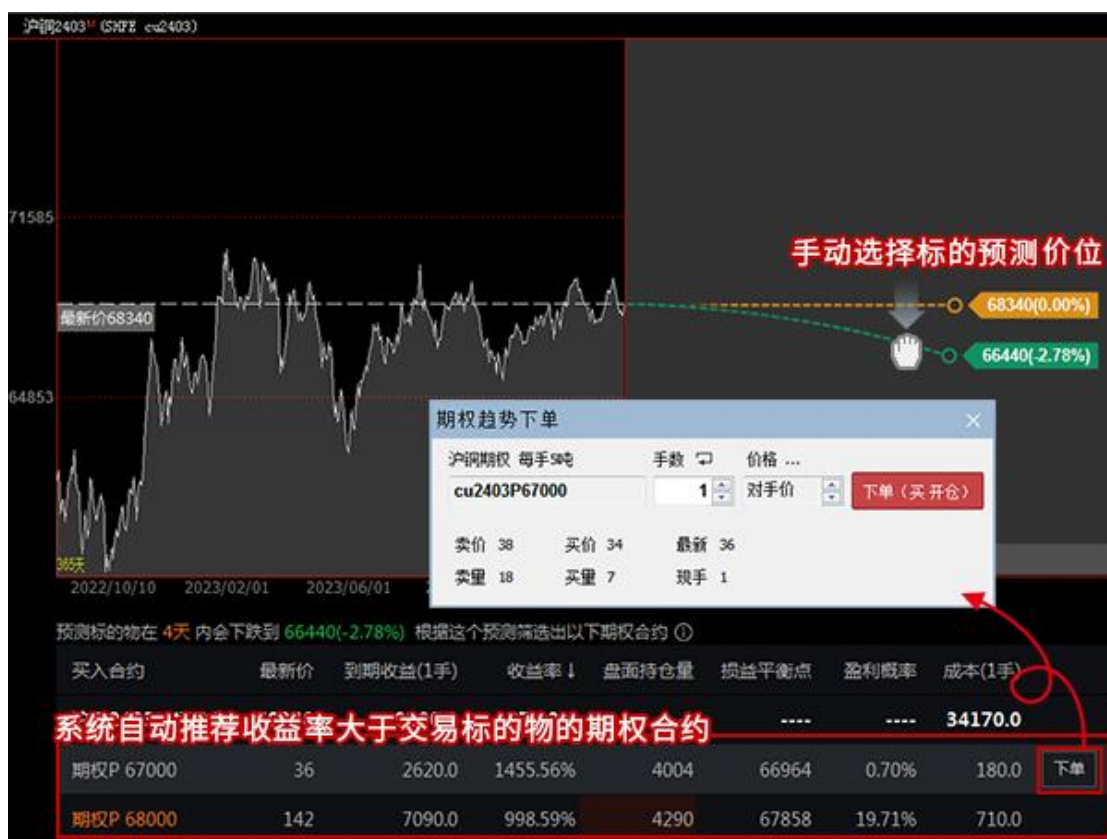 沪铜2403M (SHFE cu2403)
71585
手动选择标的预测价位
最新价68340
68340(0.00%)
66440(-2.78%)
64853
期权趋势下单
沪铜期权 每手5吨
手数
价格 ...
cu2403P67000
1
对手价
下单（买 开仓）
卖价 38 买价 34 最新 36
卖量 18 买量 7 现手 1
365天
2022/10/10 2023/02/01 2023/06/01
预测标的物在 4天 内会下跌到 66440(-2.78%) 根据这个预测筛选出以下期权合约
买入合约 最新价 到期收益(1手) 收益率↓ 盘面持仓量 损益平衡点 盈利概率 成本(1手)
系统自动推荐收益率大于交易标的物的期权合约
---- ---- 34170.0
期权P 67000 36 2620.0 1455.56% 4004 66964 0.70% 180.0 下单
期权P 68000 142 7090.0 998.59% 4290 67858 19.71% 710.0